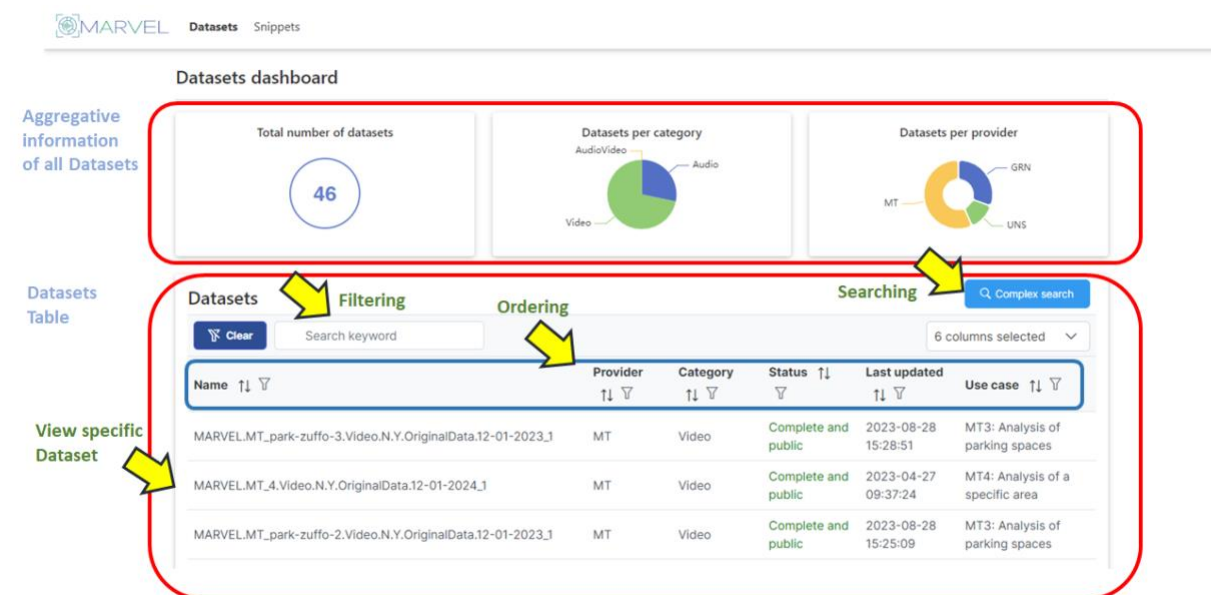 MARVEL Datasets Snippets
Datasets dashboard
Aggregative
information
of all Datasets
Total number of datasets
46
Datasets per category
AudioVideo
Audio
Video
Datasets per provider
GRN
MT
UNS
Datasets
Table
Datasets
Filtering
Ordering
Searching
Complex search
Clear
Search keyword
6 columns selected
Name Provider Category Status Last updated Use case
View specific
Dataset
MARVEL.MT_park-zuffo-3.Video.N.Y.OriginalData.12-01-2023_1 MT Video Complete and 2023-08-28 MT3: Analysis of
public 15:28:51 parking spaces
MARVEL.MT_4.Video.N.Y.OriginalData.12-01-2024_1 MT Video Complete and 2023-04-27 MT4: Analysis of a
public 09:37:24 specific area
MARVEL.MT_park-zuffo-2.Video.N.Y.OriginalData.12-01-2023_1 MT Video Complete and 2023-08-28 MT3: Analysis of
public 15:25:09 parking spaces